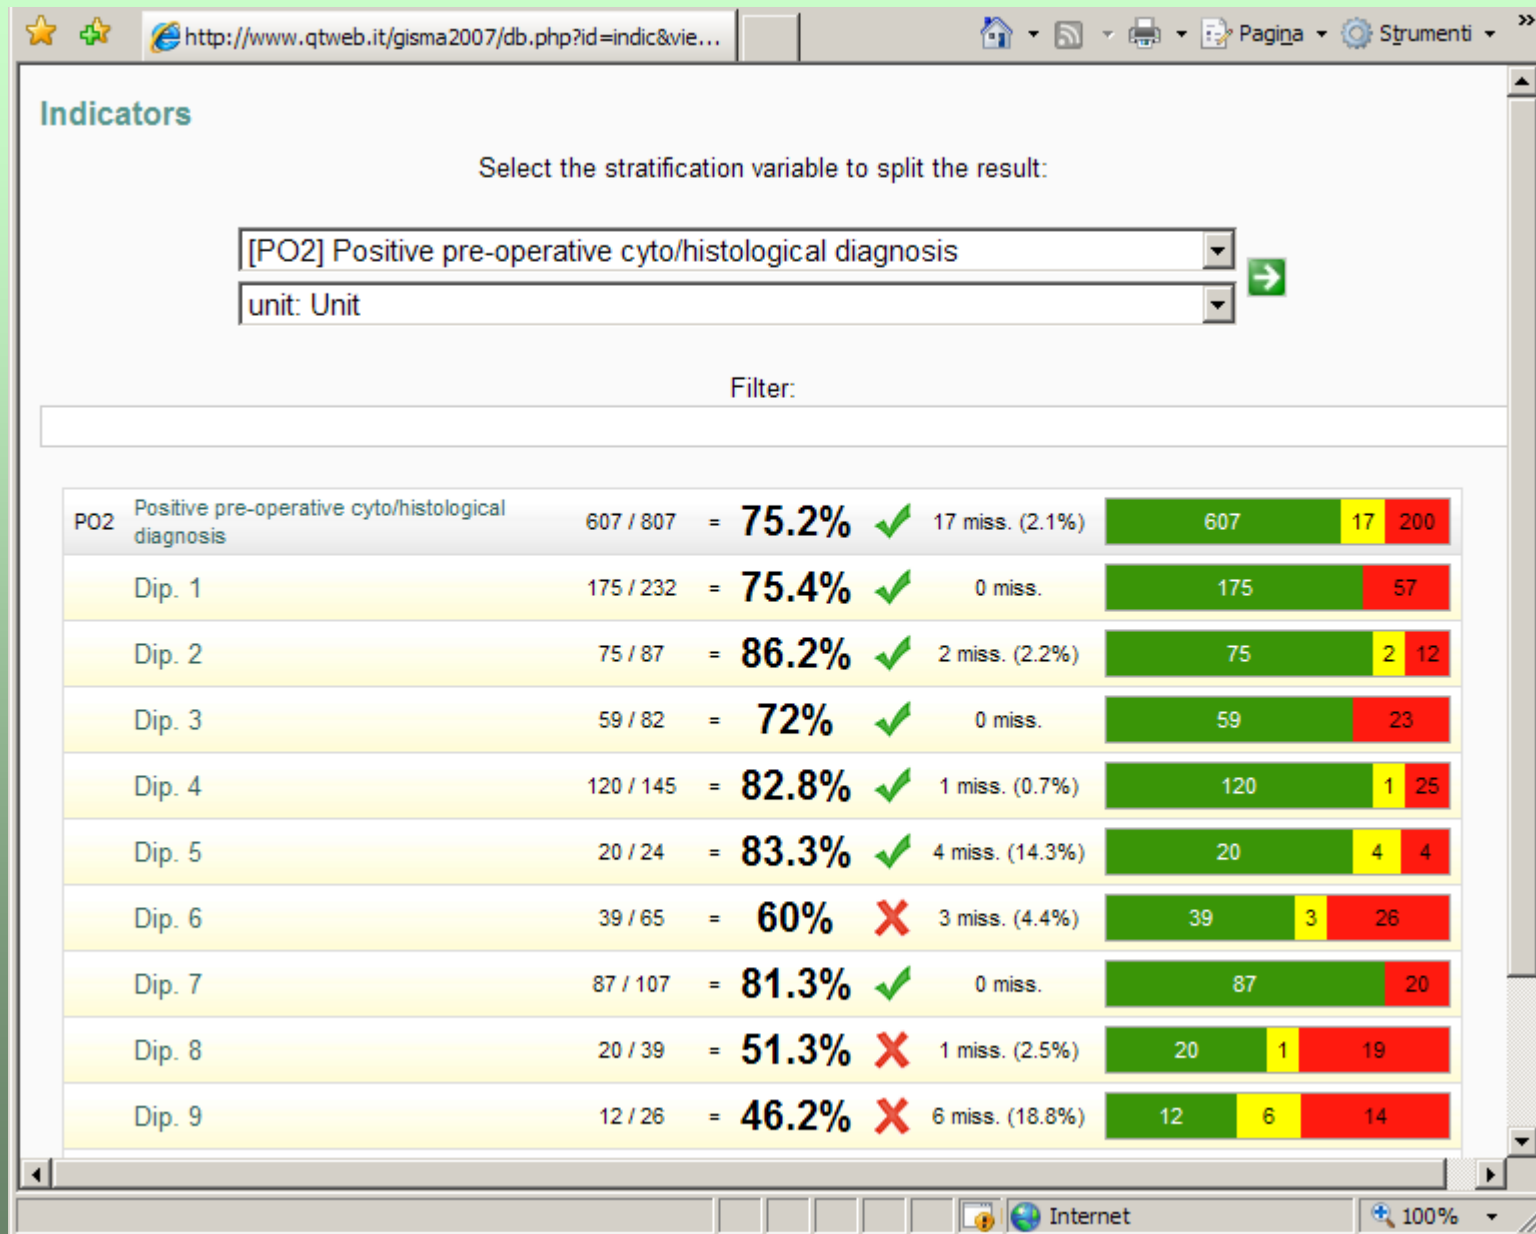 http://www.qtweb.it/gisma2007/db.php?id=indic&vie... Pagina Strumenti »
Indicators
Select the stratification variable to split the result:
[PO2] Positive pre-operative cyto/histological diagnosis
unit: Unit
Filter:
PO2 Positive pre-operative cyto/histological diagnosis 607 / 807 = 75.2% 17 miss. (2.1%) 607 17 200
Dip. 1 175 / 232 = 75.4% 0 miss. 175 57
Dip. 2 75 / 87 = 86.2% 2 miss. (2.2%) 75 2 12
Dip. 3 59 / 82 = 72% 0 miss. 59 23
Dip. 4 120 / 145 = 82.8% 1 miss. (0.7%) 120 1 25
Dip. 5 20 / 24 = 83.3% 4 miss. (14.3%) 20 4 4
Dip. 6 39 / 65 = 60% 3 miss. (4.4%) 39 3 26
Dip. 7 87 / 107 = 81.3% 0 miss. 87 20
Dip. 8 20 / 39 = 51.3% 1 miss. (2.5%) 20 1 19
Dip. 9 12 / 26 = 46.2% 6 miss. (18.8%) 12 6 14
Internet 100%